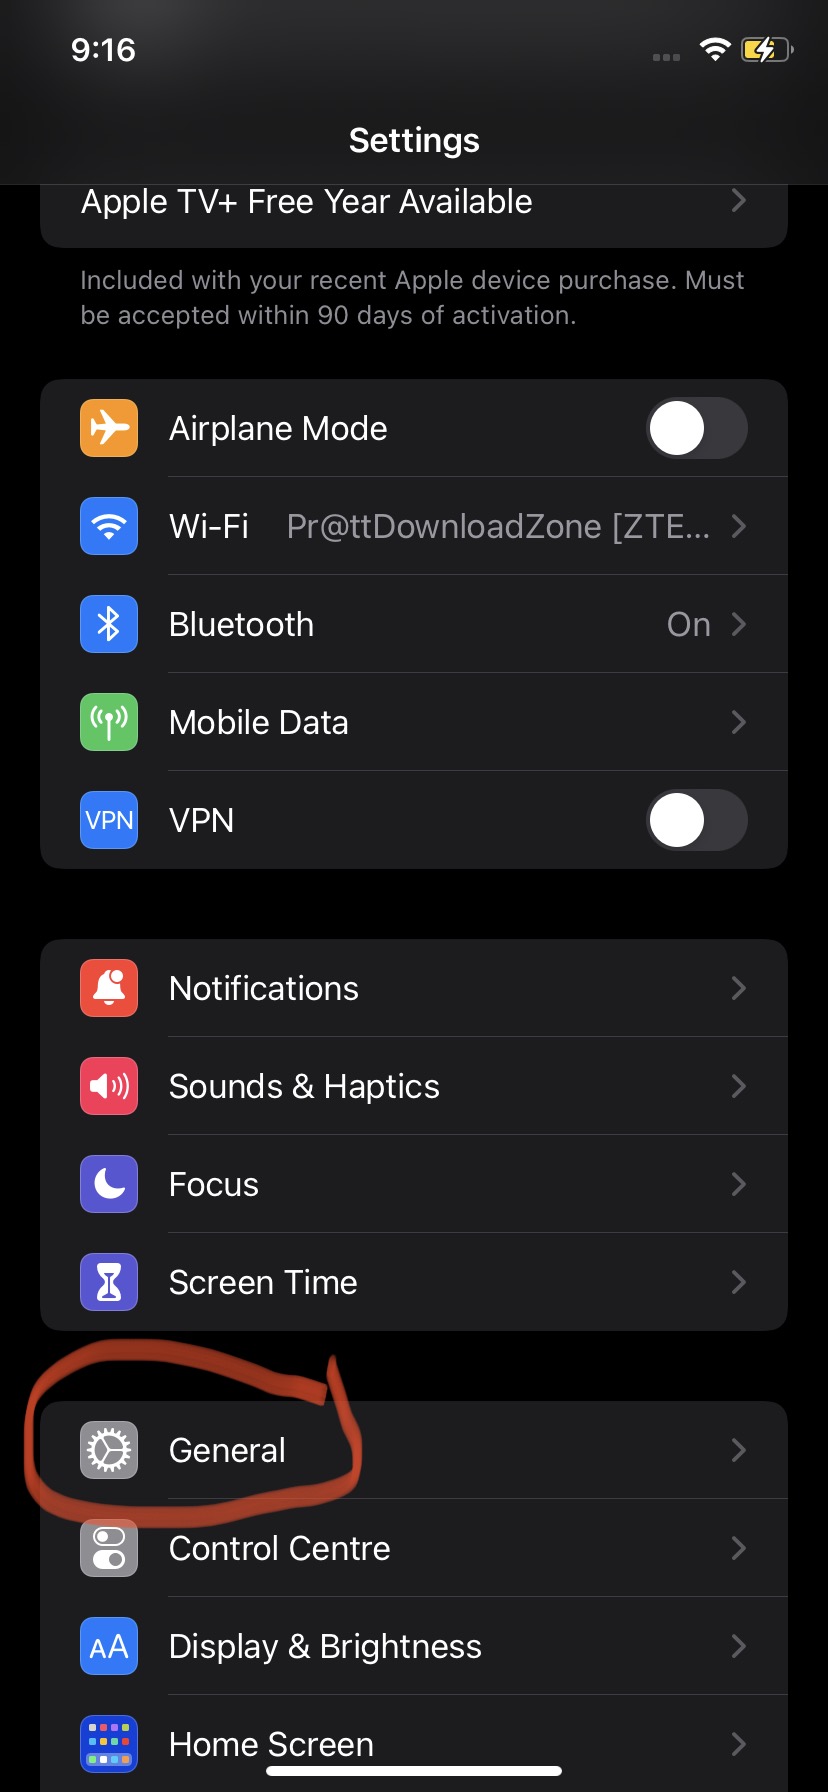 9:16
Settings
Apple TV+ Free Year Available
Included with your recent Apple device purchase. Must
be accepted within 90 days of activation.
Airplane Mode
Wi-Fi Pr@ttDownloadZone [ZTE...
Bluetooth On
Mobile Data
VPN VPN
Notifications
Sounds & Haptics
Focus
Screen Time
General
Control Centre
AA Display & Brightness
Home Screen